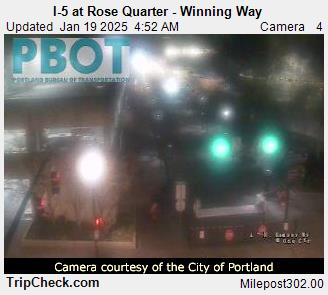 I-5 at Rose Quarter - Winning Way
Updated Jan 19 2025 4:52 AM Camera 4
PBOT
PORTLAND BUREAU OF TRANSPORTATION
Camera courtesy of the City of Portland
TripCheck.com Milepost302.00